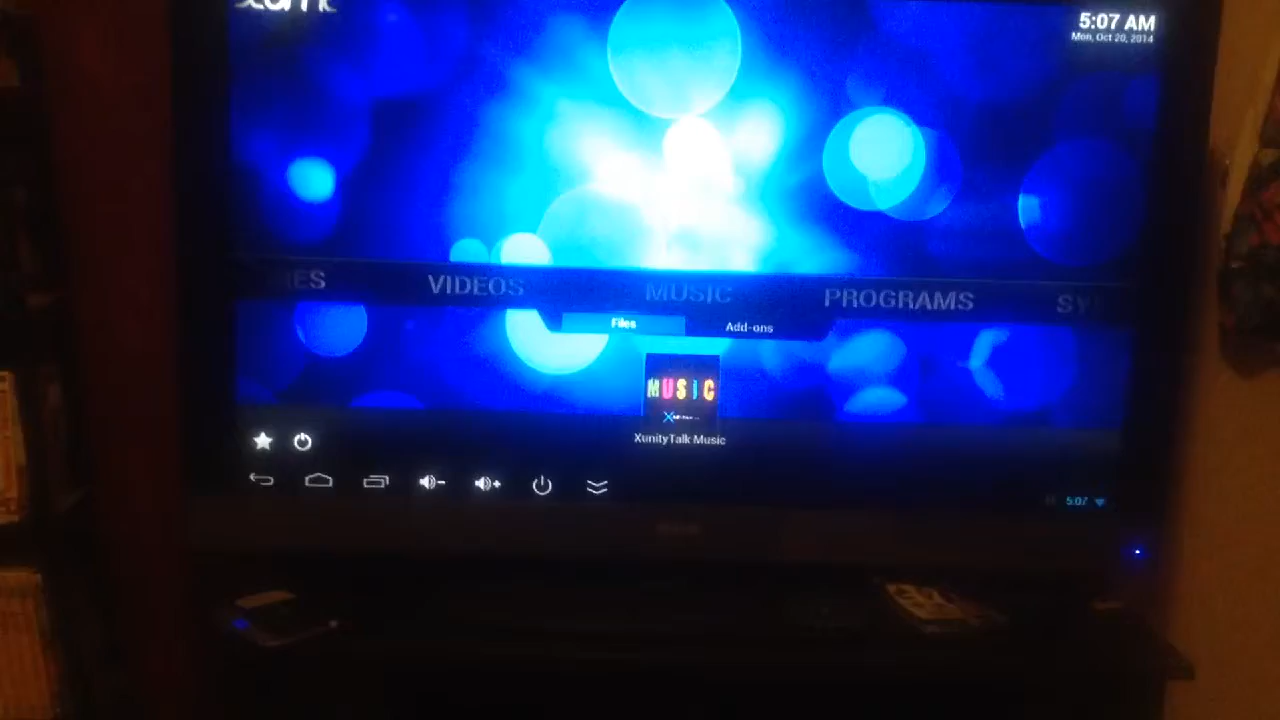 5:07 AM
Mon, Oct 20, 2014
VIDEOS MUSIC PROGRAMS
Files Add-ons
MUSIC
XunityTalk Music
5:07